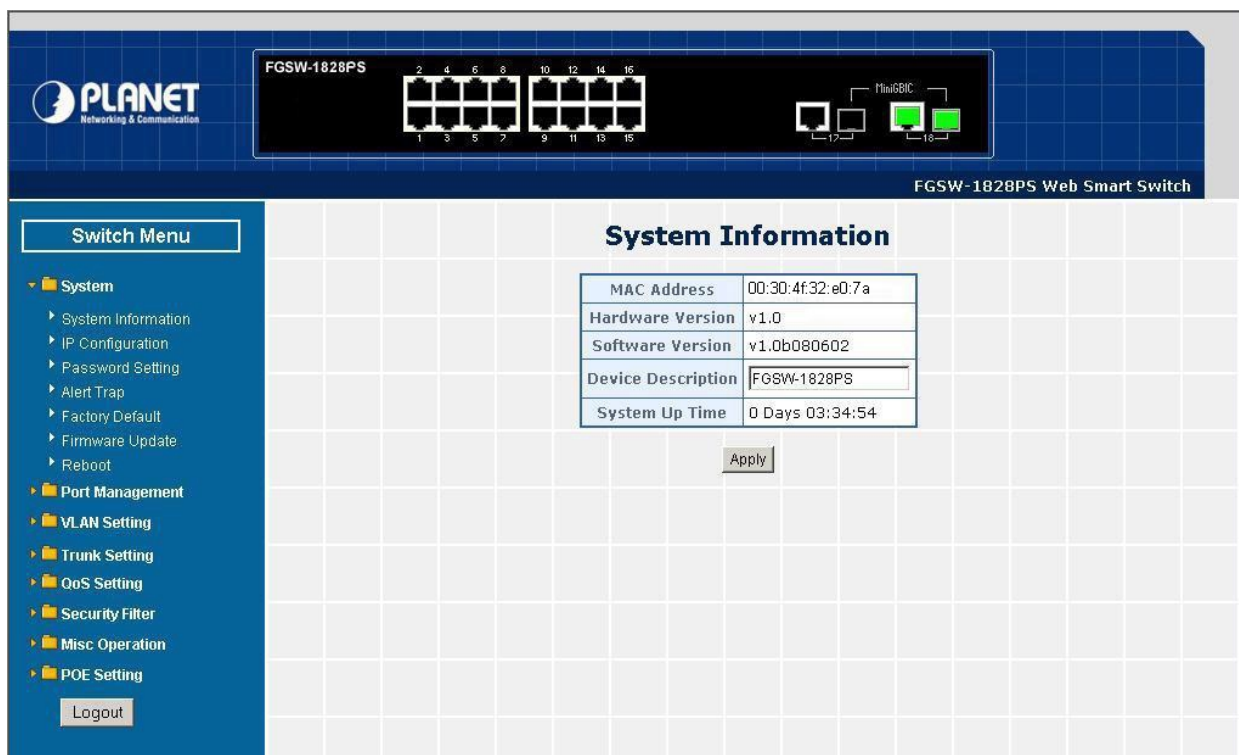 PLANET
Networking & Communication
FGSW-1828PS
2 4 6 8 10 12 14 16
MiniGBIC
1 3 5 7 9 11 13 15
17 18
FGSW-1828PS Web Smart Switch
Switch Menu
System
System Information
IP Configuration
Password Setting
Alert Trap
Factory Default
Firmware Update
Reboot
Port Management
VLAN Setting
Trunk Setting
QoS Setting
Security Filter
Misc Operation
POE Setting
Logout
System Information
MAC Address 00:30:4f:32:e0:7a
Hardware Version v1.0
Software Version v1.0b080602
Device Description FGSW-1828PS
System Up Time 0 Days 03:34:54
Apply